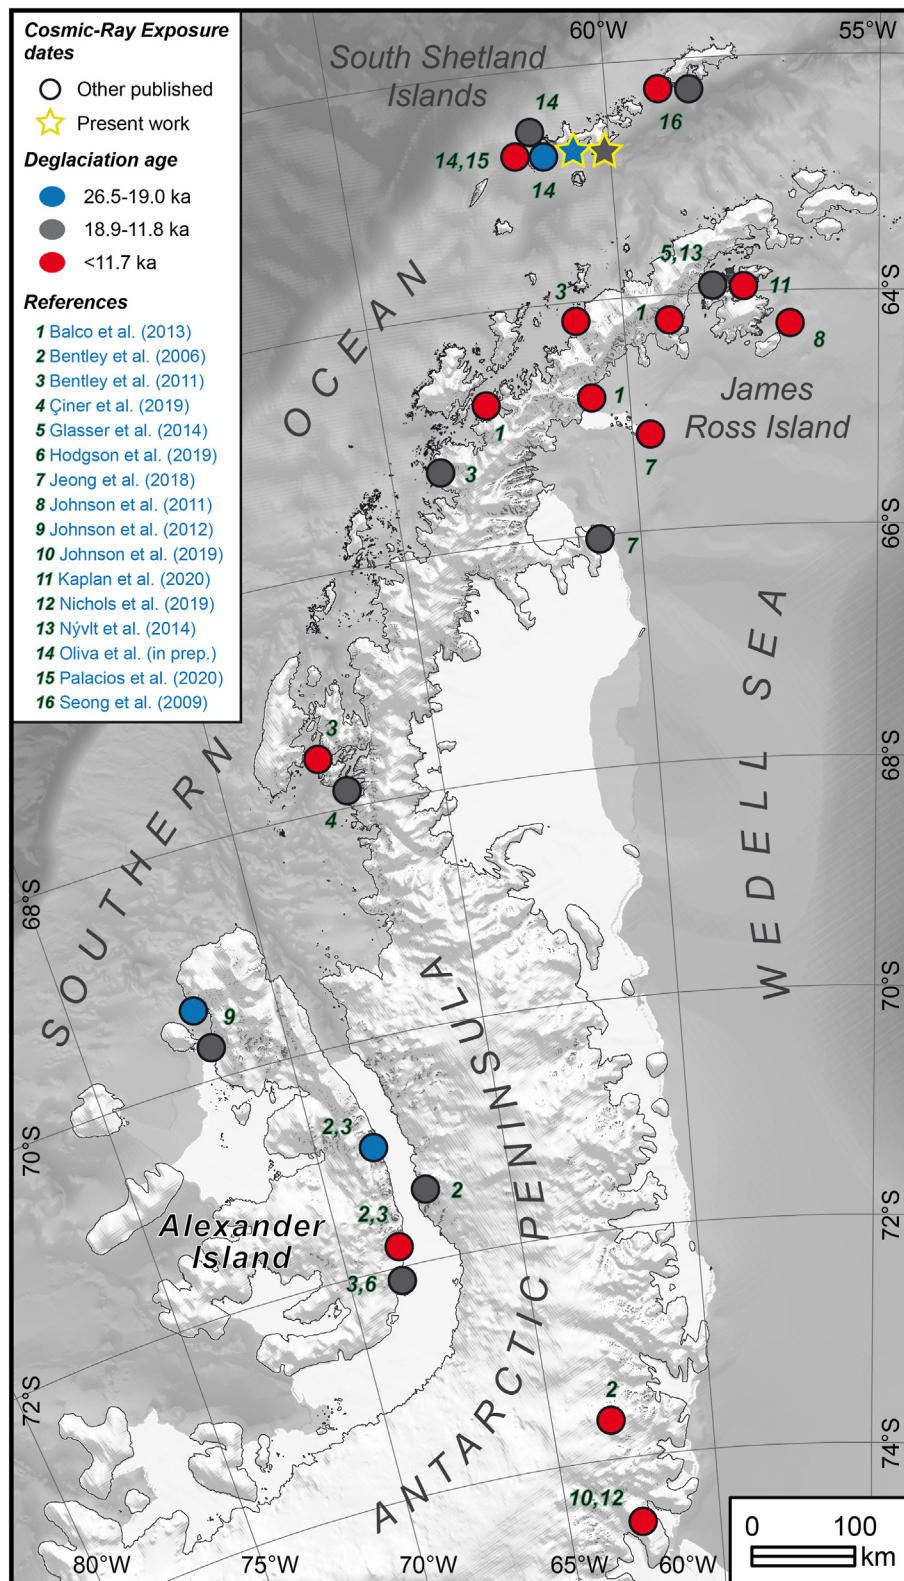 Cosmic-Ray Exposure
dates
Other published
Present work
Deglaciation age
26.5-19.0 ka
18.9-11.8 ka
<11.7 ka
References
1 Balco et al. (2013)
2 Bentley et al. (2006)
3 Bentley et al. (2011)
4 Çiner et al. (2019)
5 Glasser et al. (2014)
6 Hodgson et al. (2019)
7 Jeong et al. (2018)
8 Johnson et al. (2011)
9 Johnson et al. (2012)
10 Johnson et al. (2019)
11 Kaplan et al. (2020)
12 Nichols et al. (2019)
13 Nývlt et al. (2014)
14 Oliva et al. (in prep.)
15 Palacios et al. (2020)
16 Seong et al. (2009)
60°W
55°W
South Shetland
Islands
14
16
14,15
14
5,13
11
64°S
3
1
8
OCEAN
James
Ross Island
1
1
7
3
66°S
7
WEDELL SEA
3
4
68°S
68°S
SOUTHERN
9
70°S
70°S
2,3
2
2,3
Alexander
Island
3,6
72°S
72°S
ANTARCTIC PENINSULA
2
74°S
10,12
0 100
km
80°W
75°W
70°W
65°W
60°W